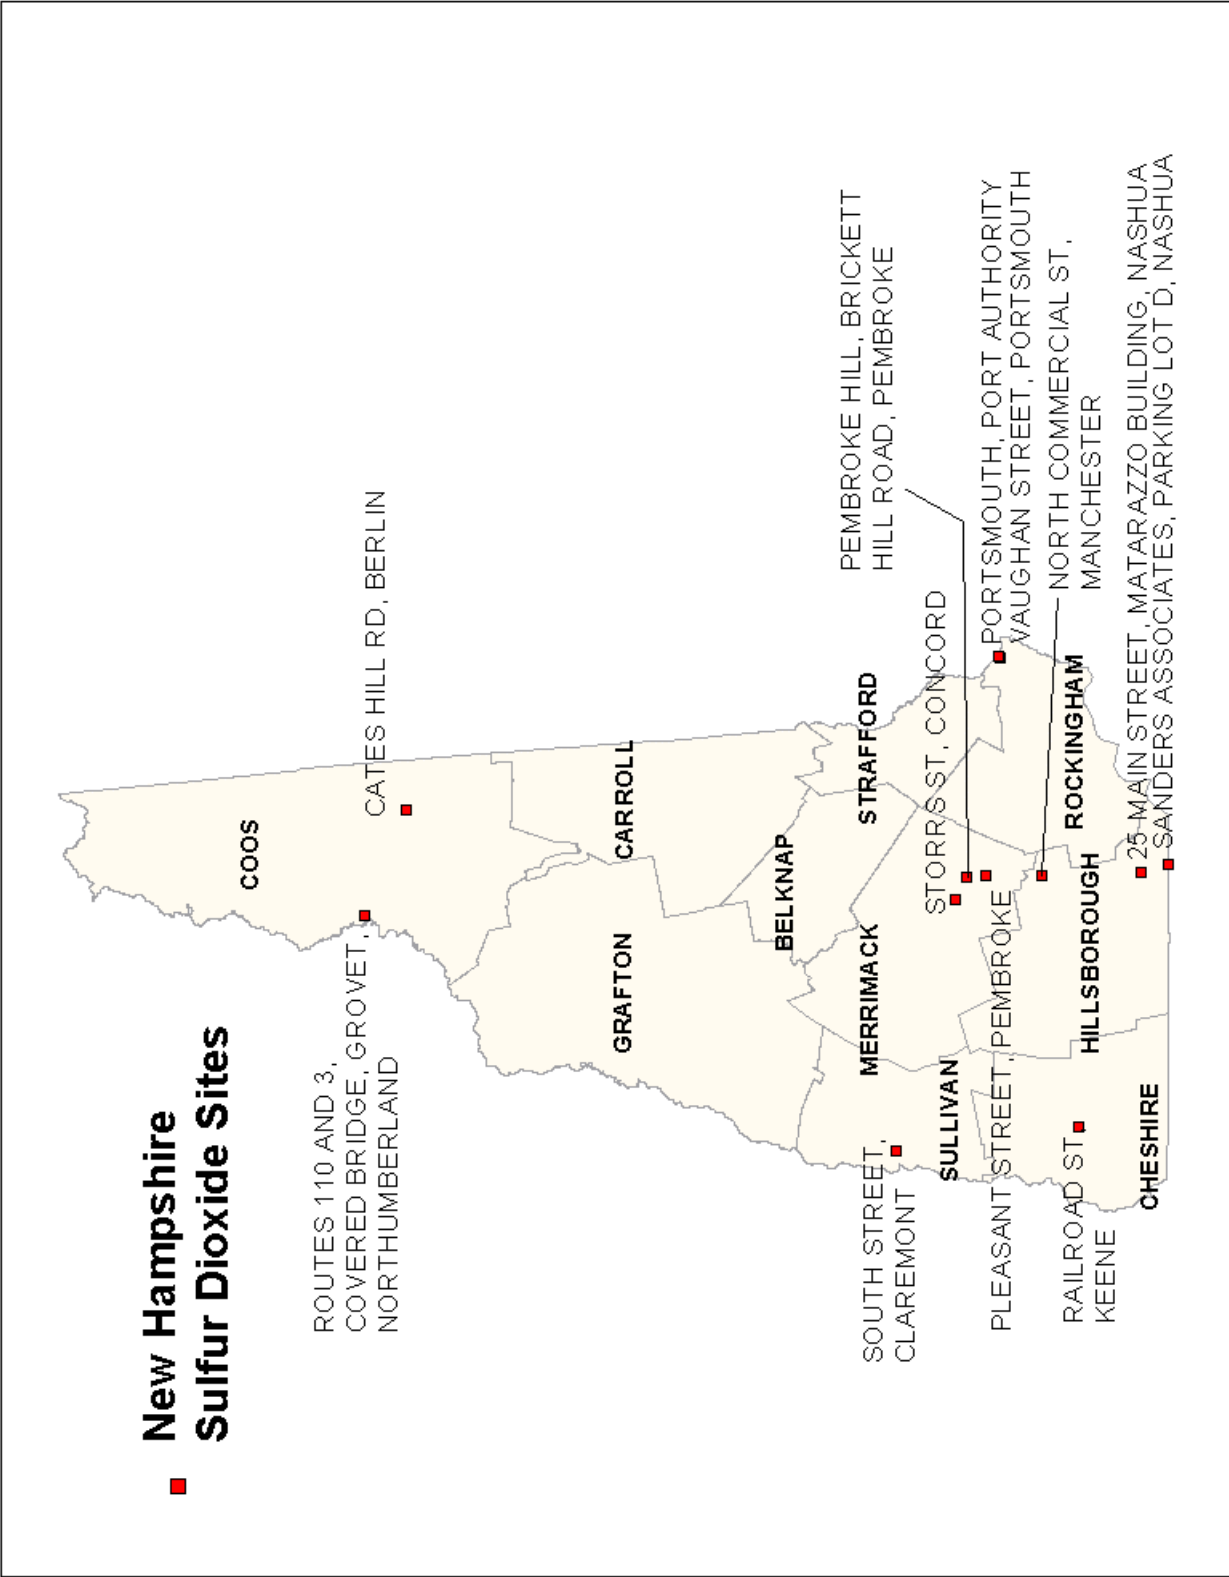 New Hampshire
Sulfur Dioxide Sites
ROUTES 110 AND 3,
COVERED BRIDGE, GROVET,
NORTHUMBERLAND
CATES HILL RD, BERLIN
COOS
GRAFTON
CARROLL
BELKNAP
PEMBROKE HILL, BRICKETT
HILL ROAD, PEMBROKE
STRAFFORD
MERRIMACK
SOUTH STREET,
CLAREMONT
STORRS ST, CONCORD
SULLIVAN
PORTSMOUTH, PORT AUTHORITY
VAUGHAN STREET, PORTSMOUTH
PLEASANT STREET, PEMBROKE
NORTH COMMERCIAL ST,
MANCHESTER
ROCKINGHAM
HILLSBOROUGH
RAILROAD ST,
KEENE
CHESHIRE
25 MAIN STREET, MATARAZZO BUILDING, NASHUA
SANDERS ASSOCIATES, PARKING LOT D, NASHUA